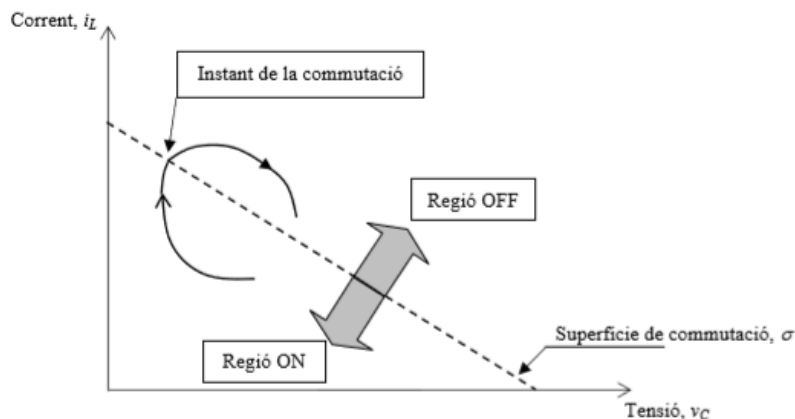 Corrent, i_L
Instant de la commutació
Regió OFF
Superfície de commutació, σ
Regió ON
Tensió, v_C